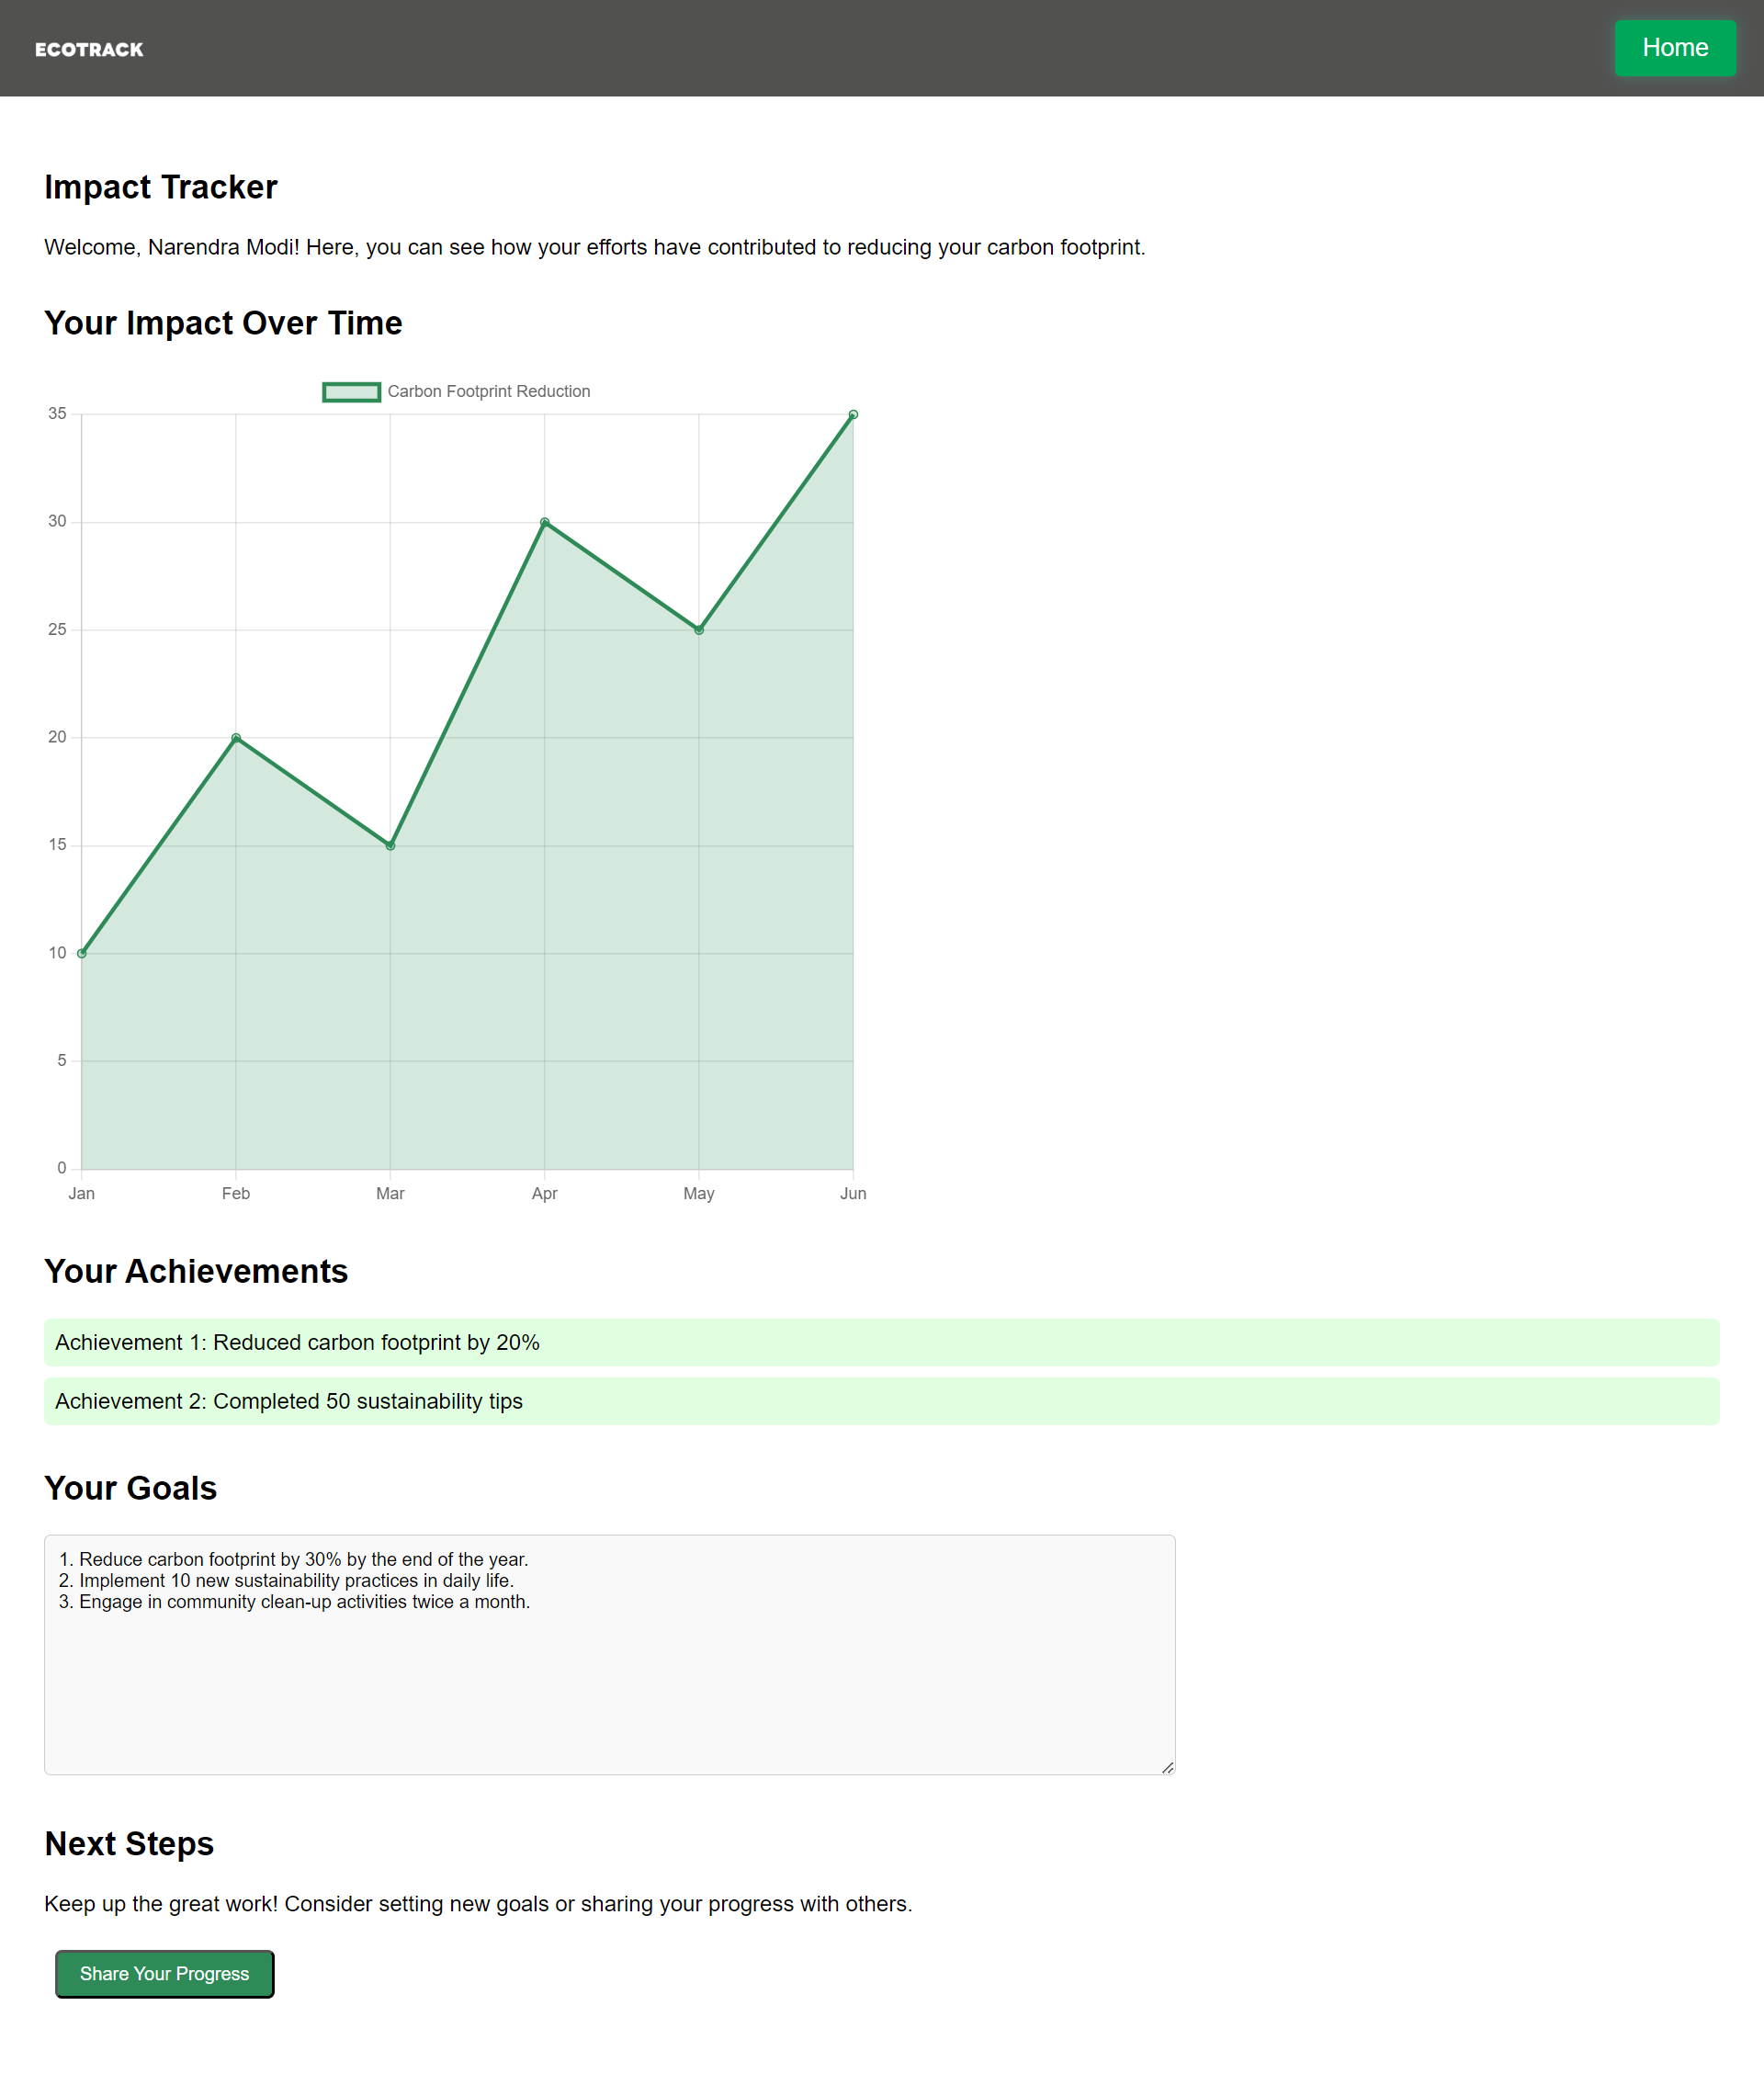 ECOTRACK
Home
Impact Tracker
Welcome, Narendra Modi! Here, you can see how your efforts have contributed to reducing your carbon footprint.
Your Impact Over Time
Carbon Footprint Reduction
35
30
25
20
15
10
5
0
Jan Feb Mar Apr May Jun
Your Achievements
Achievement 1: Reduced carbon footprint by 20%
Achievement 2: Completed 50 sustainability tips
Your Goals
1. Reduce carbon footprint by 30% by the end of the year.
2. Implement 10 new sustainability practices in daily life.
3. Engage in community clean-up activities twice a month.
Next Steps
Keep up the great work! Consider setting new goals or sharing your progress with others.
Share Your Progress